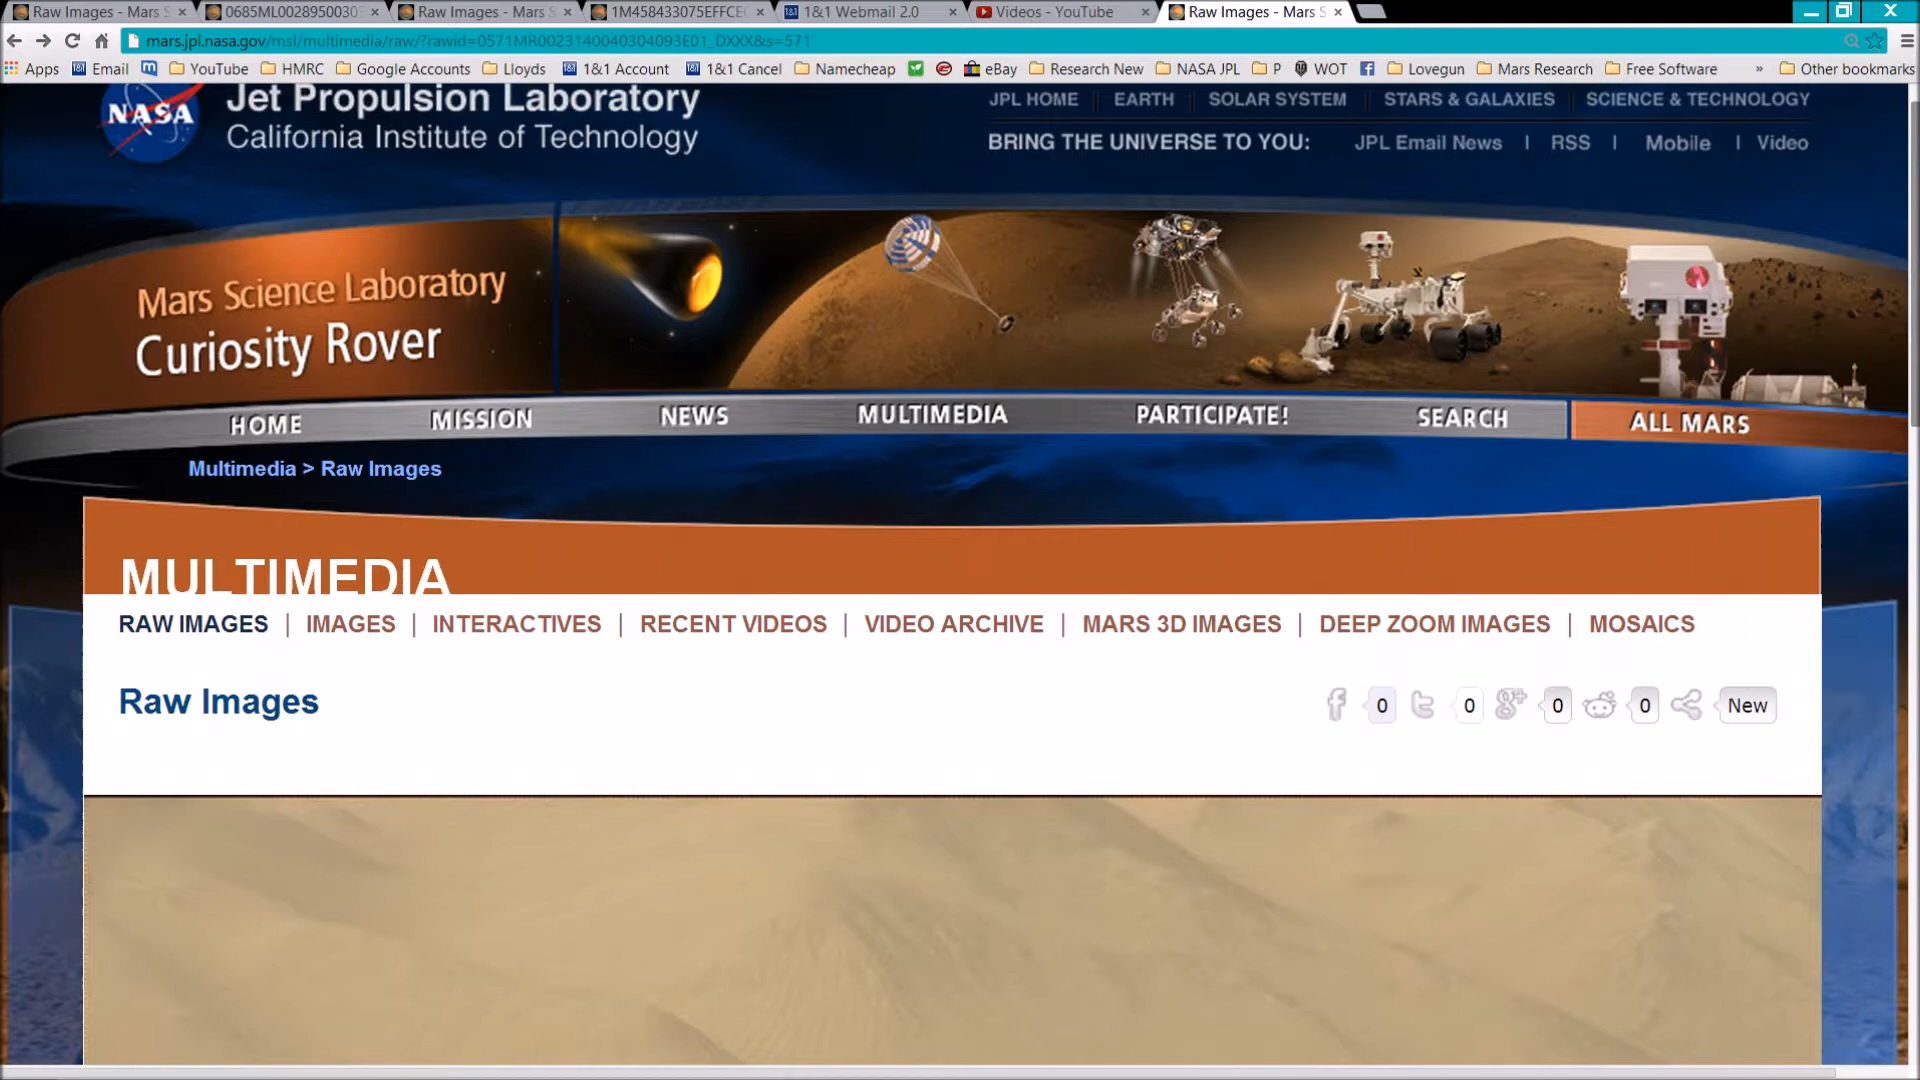 Raw Images - Mars S
0685ML00289500303
Raw Images - Mars S
1M458433075EFFCE
1&1 Webmail 2.0
Videos - YouTube
Raw Images - Mars S
mars.jpl.nasa.gov/msl/multimedia/raw/?rawid=0571MR0023140040304093E01_DXXX&s=571
Apps Email YouTube HMRC Google Accounts Lloyds 1&1 Account 1&1 Cancel Namecheap eBay Research New NASA JPL P WOT Lovegun Mars Research Free Software » Other bookmarks
NASA
Jet Propulsion Laboratory
California Institute of Technology
JPL HOME EARTH SOLAR SYSTEM STARS & GALAXIES SCIENCE & TECHNOLOGY
BRING THE UNIVERSE TO YOU: JPL Email News | RSS | Mobile | Video
Mars Science Laboratory
Curiosity Rover
HOME MISSION NEWS MULTIMEDIA PARTICIPATE! SEARCH ALL MARS
Multimedia > Raw Images
MULTIMEDIA
RAW IMAGES | IMAGES | INTERACTIVES | RECENT VIDEOS | VIDEO ARCHIVE | MARS 3D IMAGES | DEEP ZOOM IMAGES | MOSAICS
Raw Images
0 0 0 0 New